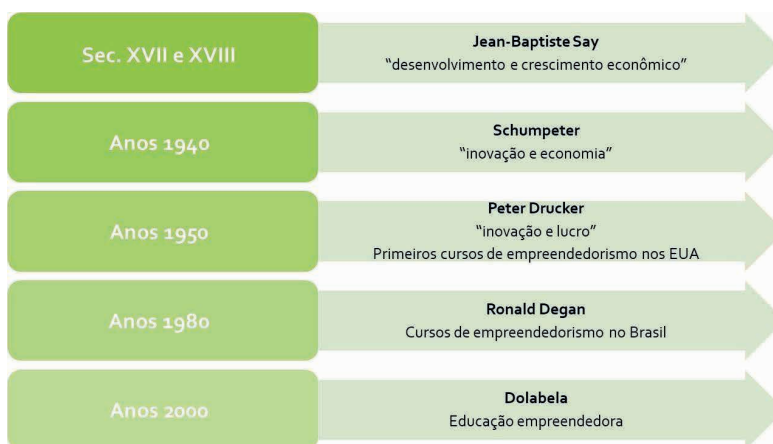 Sec. XVII e XVIII
Jean-Baptiste Say
“desenvolvimento e crescimento econômico”
Anos 1940
Schumpeter
“inovação e economia”
Anos 1950
Peter Drucker
“inovação e lucro”
Primeiros cursos de empreendedorismo nos EUA
Anos 1980
Ronald Degan
Cursos de empreendedorismo no Brasil
Anos 2000
Dolabela
Educação empreendedora